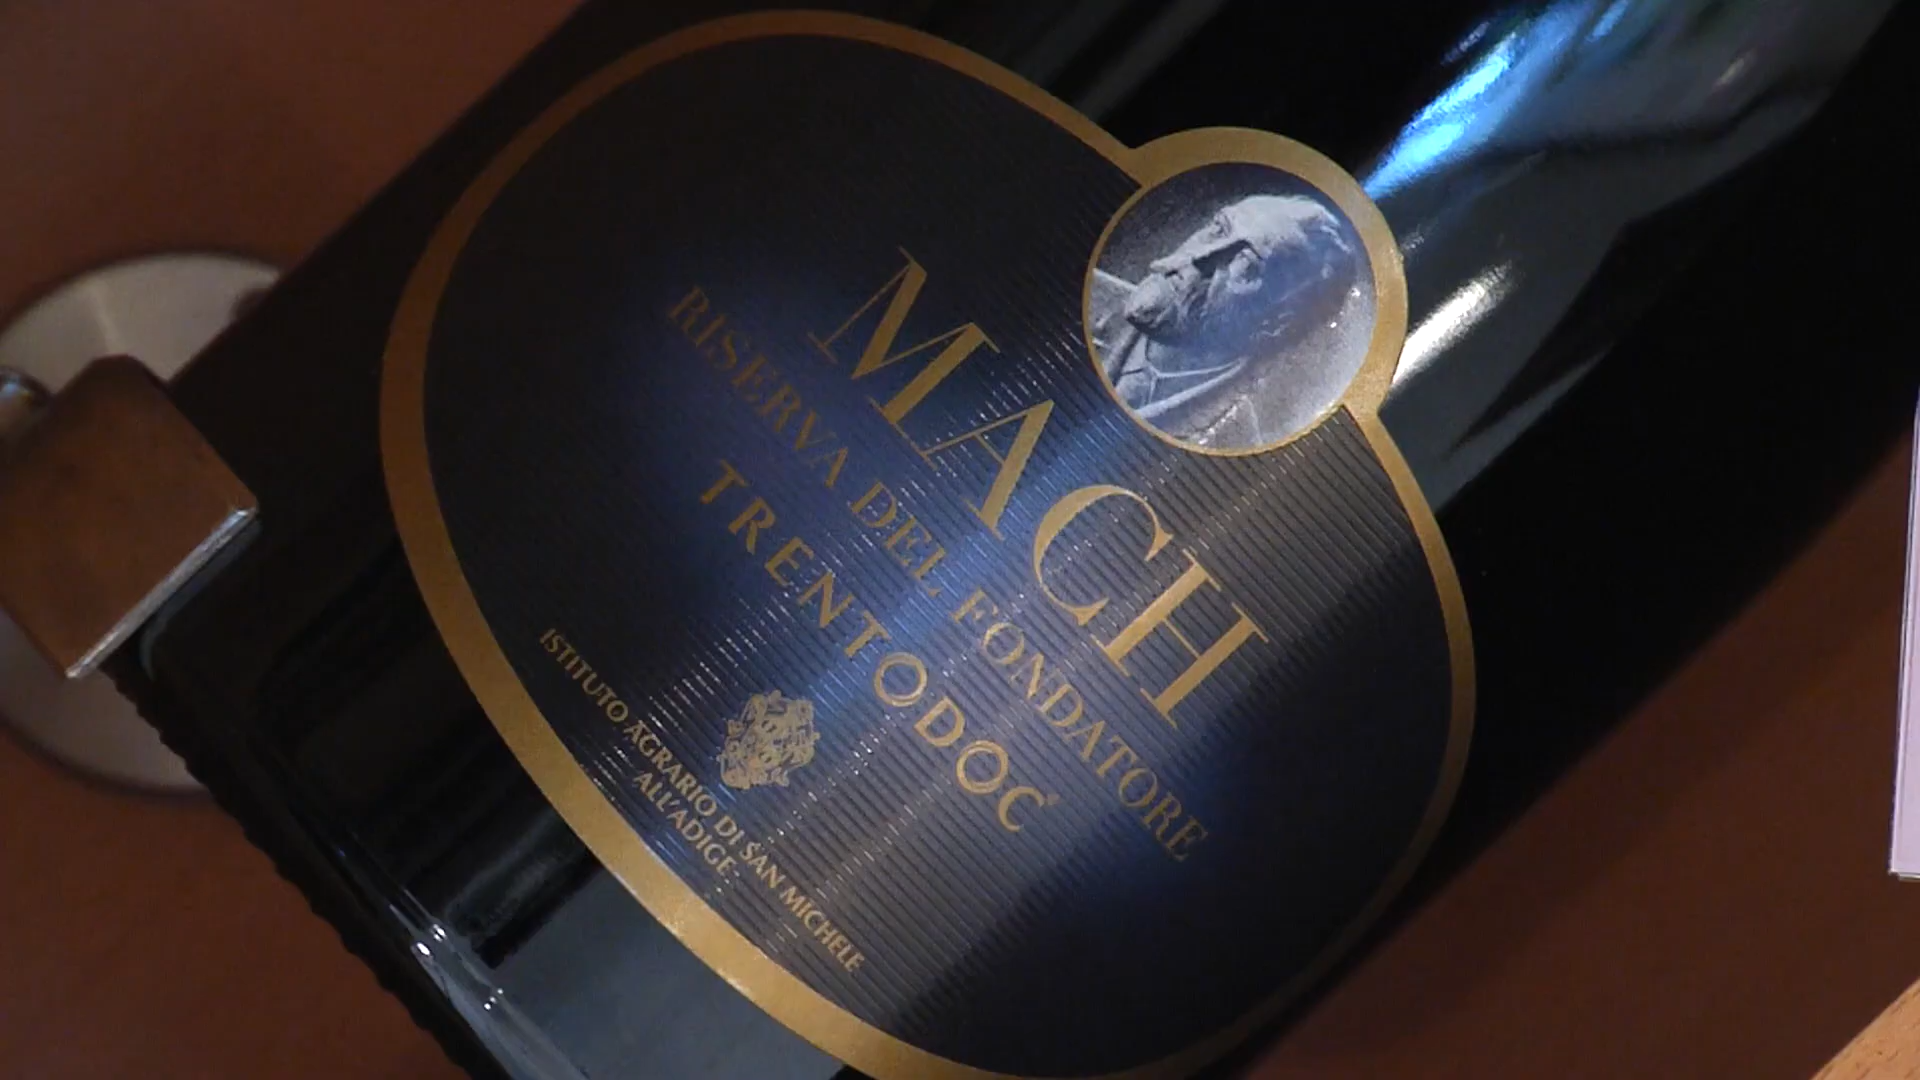 MACH
RISERVA DEL FONDATORE
TRENTODOC®
ISTITUTO AGRARIO DI SAN MICHELE
ALL'ADIGE